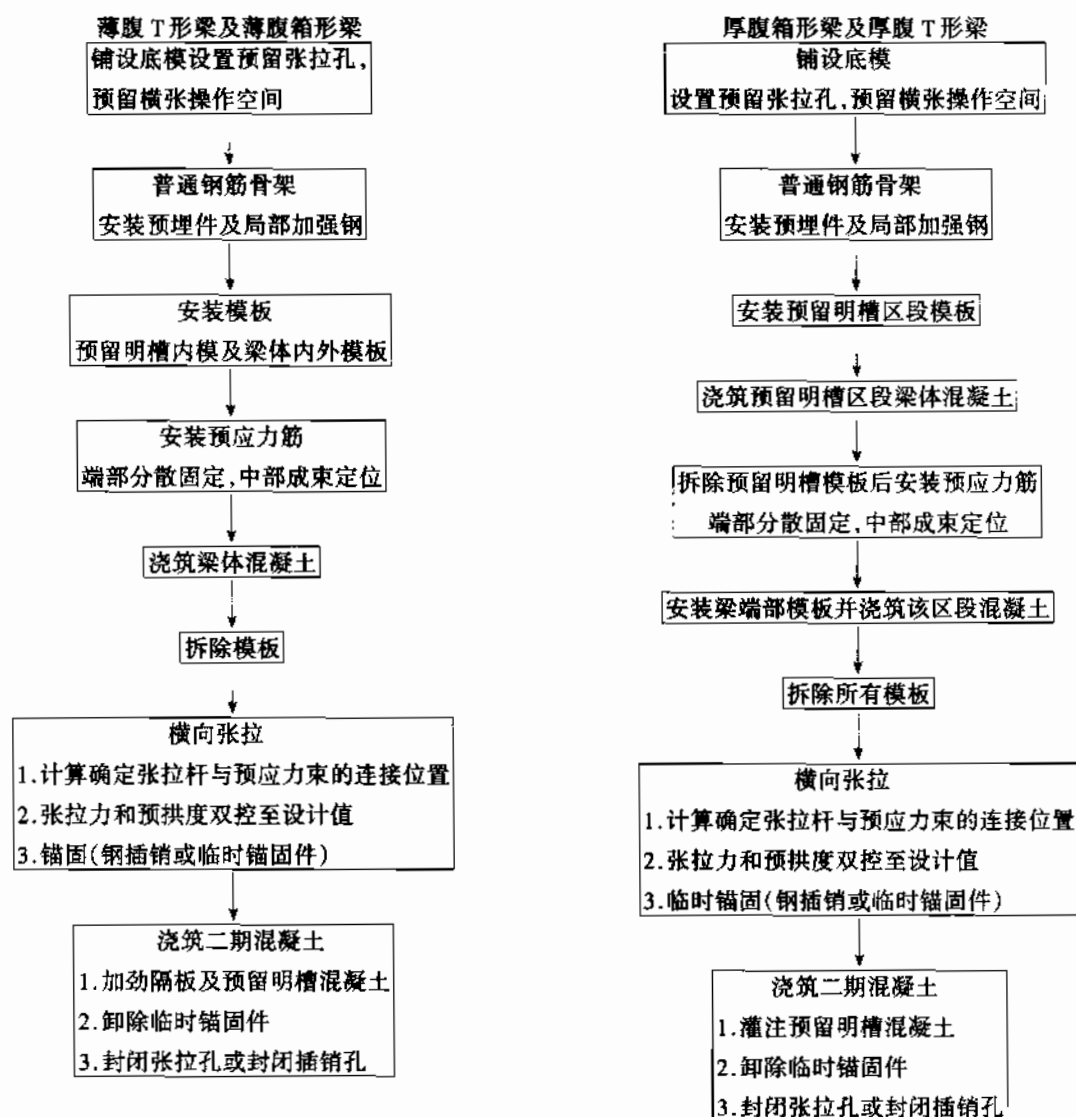 薄腹T形梁及薄腹箱形梁
铺设底模设置预留张拉孔,
预留横张操作空间
普通钢筋骨架
安装预埋件及局部加强钢
安装模板
预留明槽内模及梁体内外模板
安装预应力筋
端部分散固定,中部成束定位
浇筑梁体混凝土
拆除模板
横向张拉
1.计算确定张拉杆与预应力束的连接位置
2.张拉力和预拱度双控至设计值
3.锚固(钢插销或临时锚固件)
浇筑二期混凝土
1.加劲隔板及预留明槽混凝土
2.卸除临时锚固件
3.封闭张拉孔或封闭插销孔
厚腹箱形梁及厚腹T形梁
铺设底模
设置预留张拉孔,预留横张操作空间
普通钢筋骨架
安装预埋件及局部加强钢
安装预留明槽区段模板
浇筑预留明槽区段梁体混凝土
拆除预留明槽模板后安装预应力筋
端部分散固定,中部成束定位
安装梁端部模板并浇筑该区段混凝土
拆除所有模板
横向张拉
1.计算确定张拉杆与预应力束的连接位置
2.张拉力和预拱度双控至设计值
3.临时锚固(钢插销或临时锚固件)
浇筑二期混凝土
1.灌注预留明槽混凝土
2.卸除临时锚固件
3.封闭张拉孔或封闭插销孔